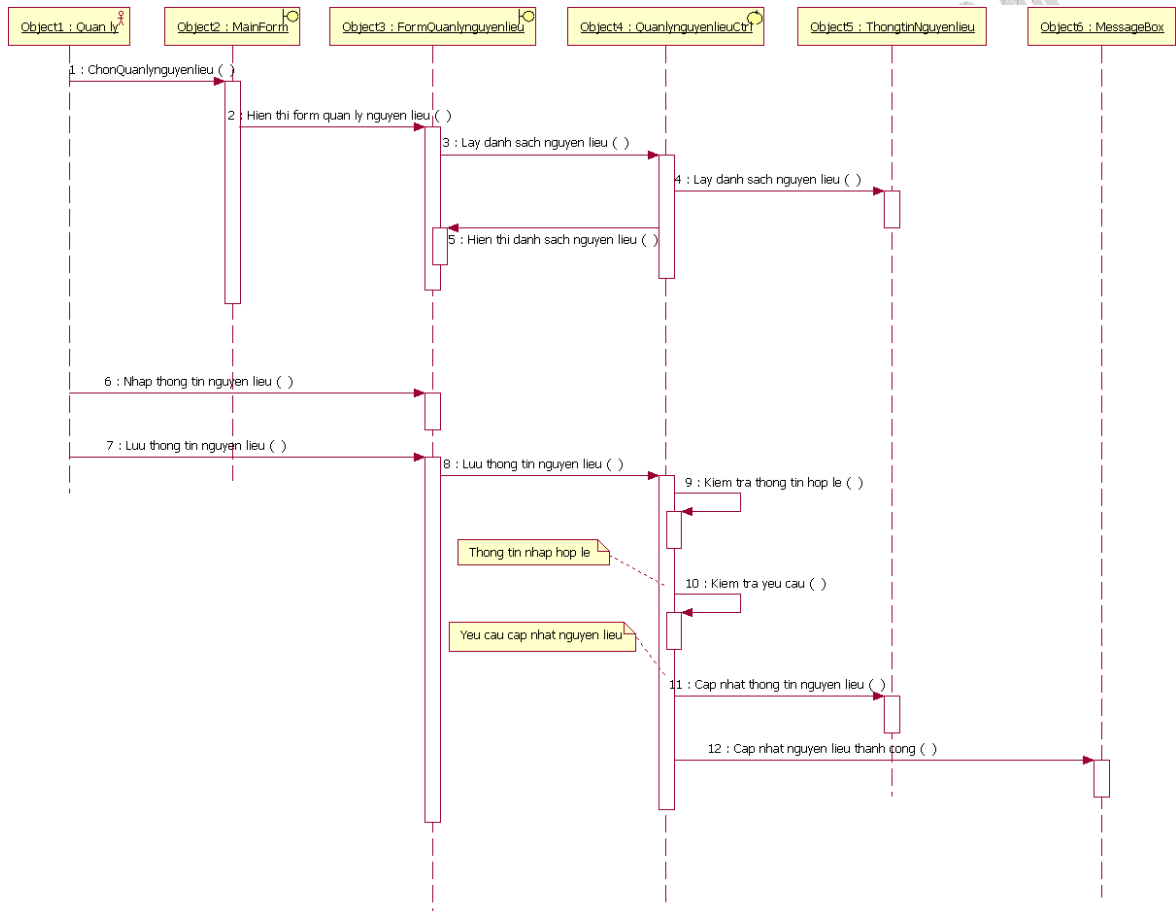 Object1 : Quan ly
Object2 : MainForm
Object3 : FormQuanlynguyenlieu
Object4 : QuanlynguyenlieuCtrl
Object5 : ThongtinNguyenlieu
Object6 : MessageBox
1 : ChonQuanlynguyenlieu ( )
2 : Hien thi form quan ly nguyen lieu ( )
3 : Lay danh sach nguyen lieu ( )
4 : Lay danh sach nguyen lieu ( )
5 : Hien thi danh sach nguyen lieu ( )
6 : Nhap thong tin nguyen lieu ( )
7 : Luu thong tin nguyen lieu ( )
8 : Luu thong tin nguyen lieu ( )
9 : Kiem tra thong tin hop le ( )
Thong tin nhap hop le
10 : Kiem tra yeu cau ( )
Yeu cau cap nhat nguyen lieu
11 : Cap nhat thong tin nguyen lieu ( )
12 : Cap nhat nguyen lieu thanh cong ( )